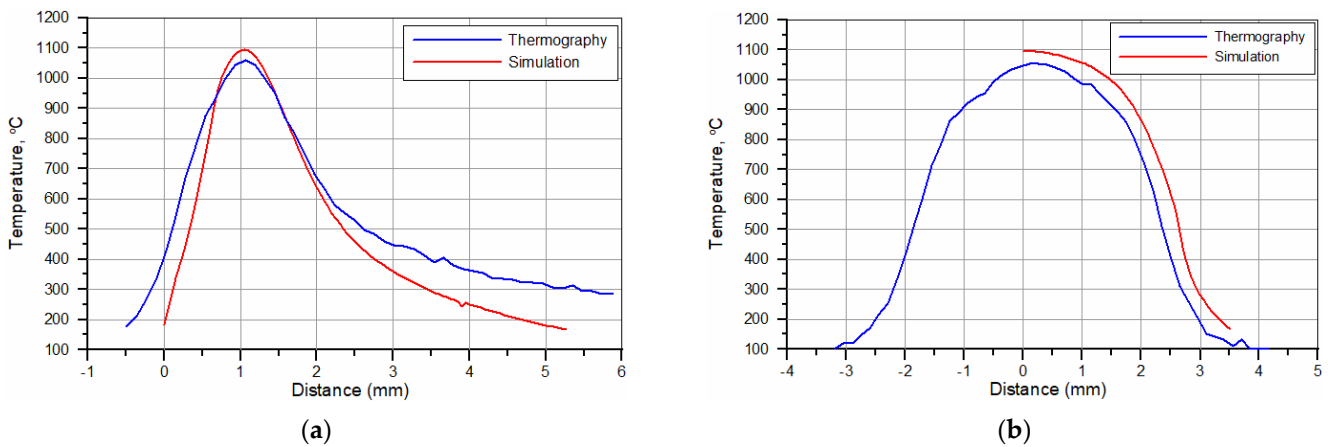 1200
1100
1000
900
800
700
600
500
400
300
200
100
Temperature, °C
Thermography
Simulation
-1 0 1 2 3 4 5 6
Distance (mm)
(a)
1200
1100
1000
900
800
700
600
500
400
300
200
100
Temperature, °C
Thermography
Simulation
-4 -3 -2 -1 0 1 2 3 4 5
Distance (mm)
(b)